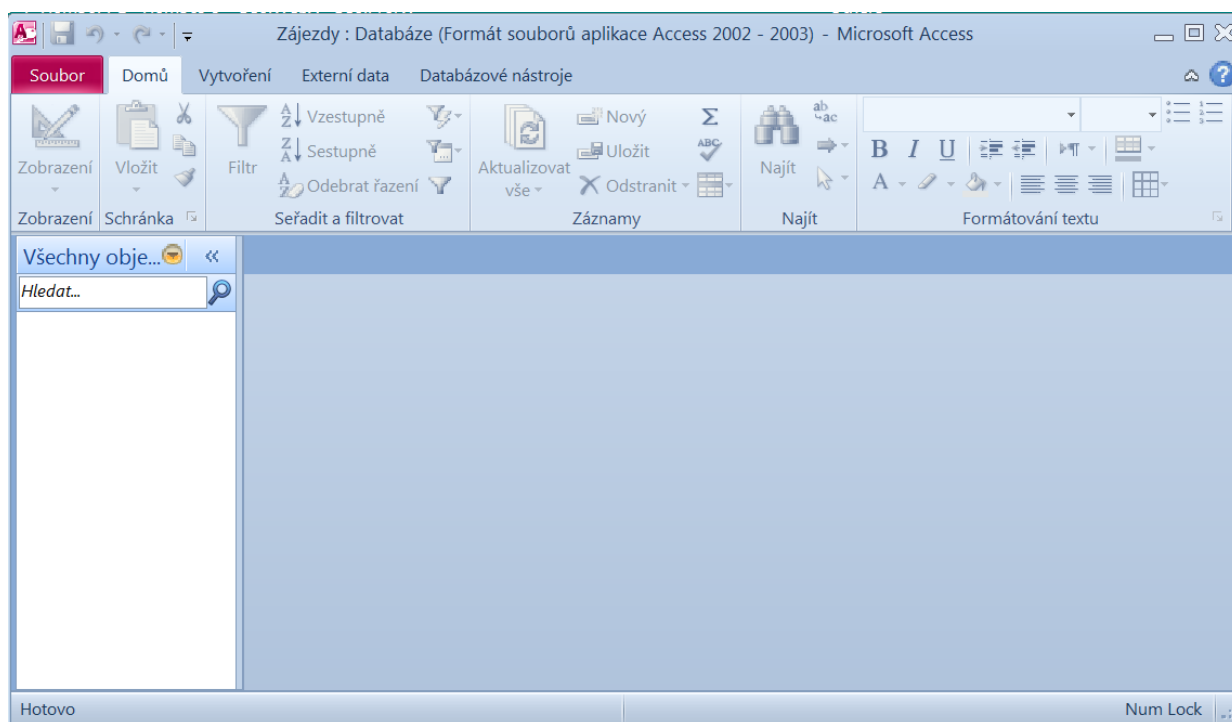 Zájezdy : Databáze (Formát souborů aplikace Access 2002 - 2003) - Microsoft Access
Soubor Domů Vytvoření Externí data Databázové nástroje
Zobrazení
Vložit
Filtr
Vzestupně
Sestupně
Odebrat řazení
Aktualizovat
vše
Nový
Uložit
Odstranit
Najít
B I U
A
Zobrazení Schránka Seřadit a filtrovat Záznamy Najít Formátování textu
Všechny obje...
Hledat...
Hotovo Num Lock